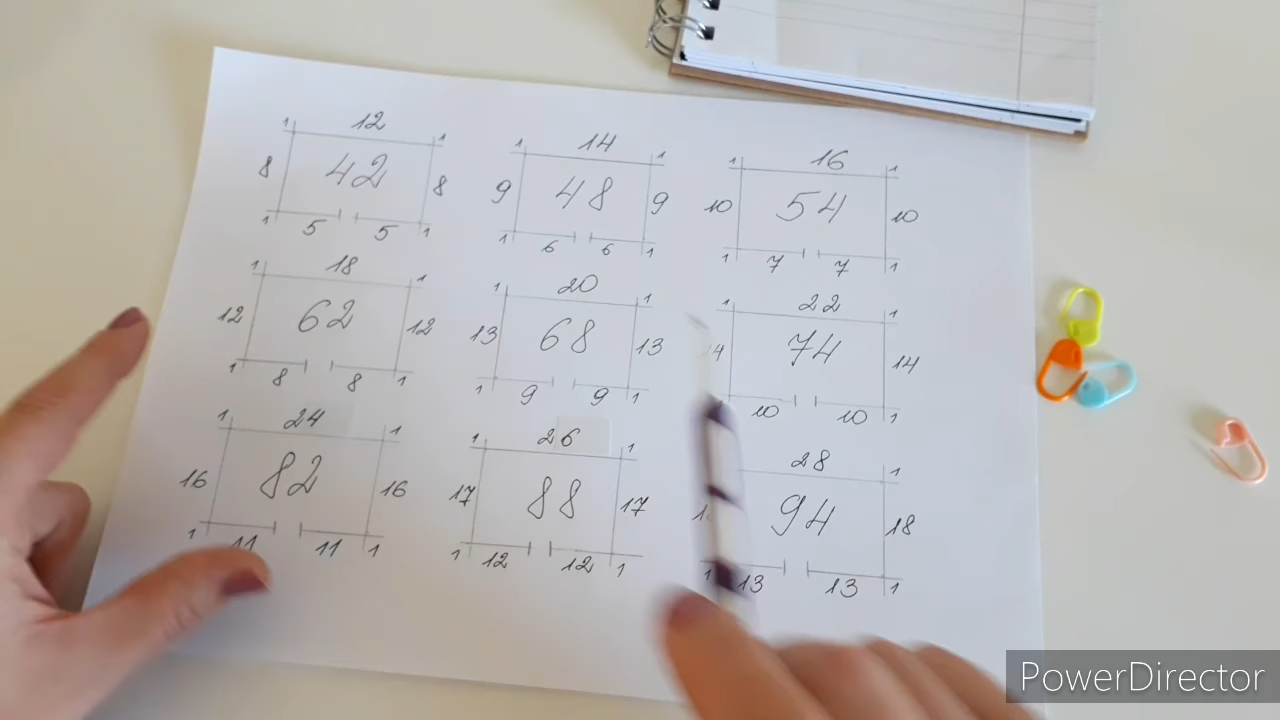 12 14 16
1 1 1 1 1 1
8 42 8 9 48 9 10 54 10
1 5 5 1 1 6 6 1 1 7 7 1
18 20 22
1 1 1 1 1 1
12 62 12 13 68 13 74 14
1 8 8 1 1 9 9 1 10 10 1
24 26 28
1 1 1 1 1
16 82 16 17 88 17 94 18
1 11 11 1 1 12 12 1 1 13 13 1
PowerDirector